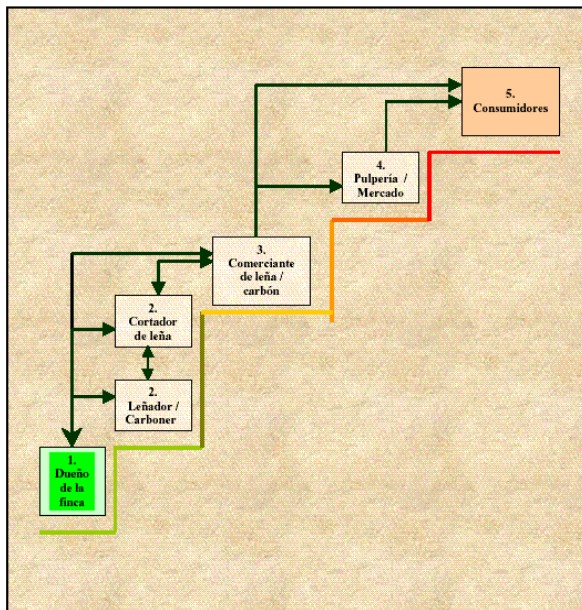 5.
Consumidores
4.
Pulpería /
Mercado
3.
Comerciante
de leña /
carbón
2.
Cortador
de leña
2.
Leñador /
Carboner
1.
Dueño
de la
finca